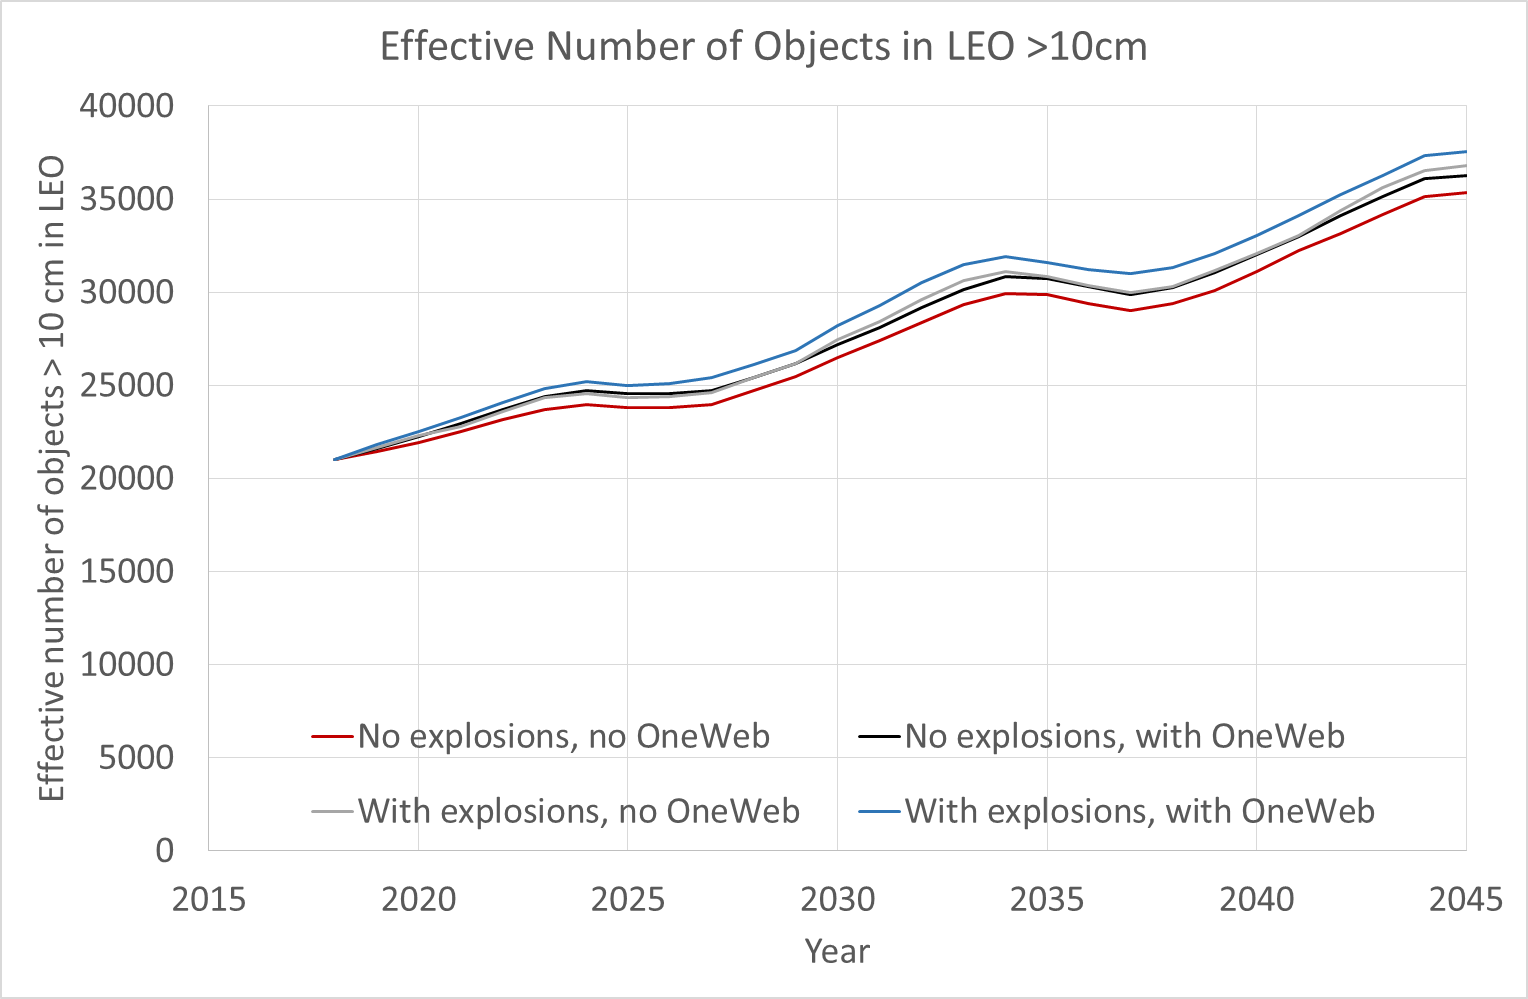 Effective Number of Objects in LEO >10cm
Effective number of objects > 10 cm in LEO
40000
35000
30000
25000
20000
15000
10000
5000
0
No explosions, no OneWeb
No explosions, with OneWeb
With explosions, no OneWeb
With explosions, with OneWeb
2015 2020 2025 2030 2035 2040 2045
Year